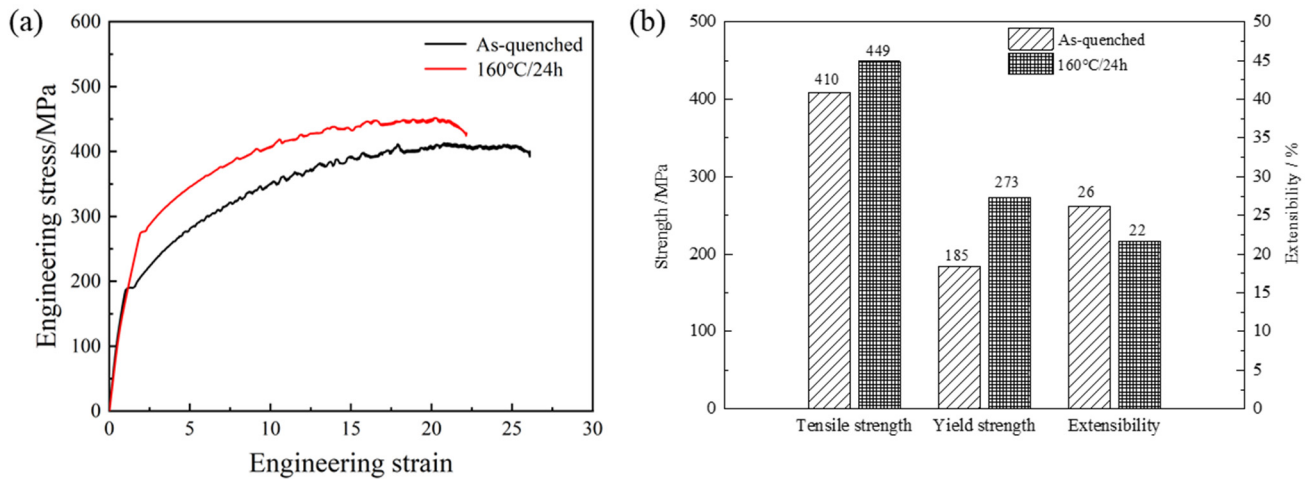 (a)
600
500
400
300
200
100
0
Engineering stress/MPa
As-quenched
160℃/24h
0 5 10 15 20 25 30
Engineering strain
(b)
500
400
300
200
100
0
Strength /MPa
As-quenched
160℃/24h
410
449
185
273
26
22
Tensile strength Yield strength Extensibility
50
45
40
35
30
25
20
15
10
5
0
Extensibility / %